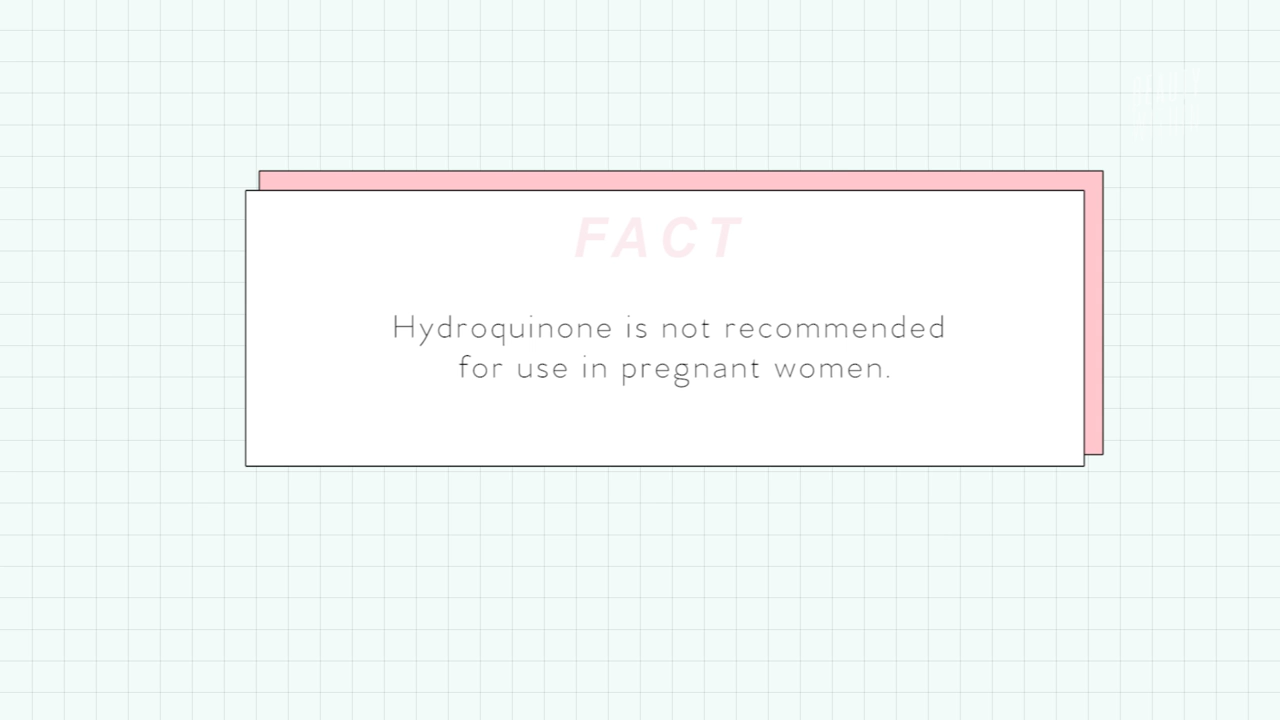 FACT
Hydroquinone is not recommended
for use in pregnant women.